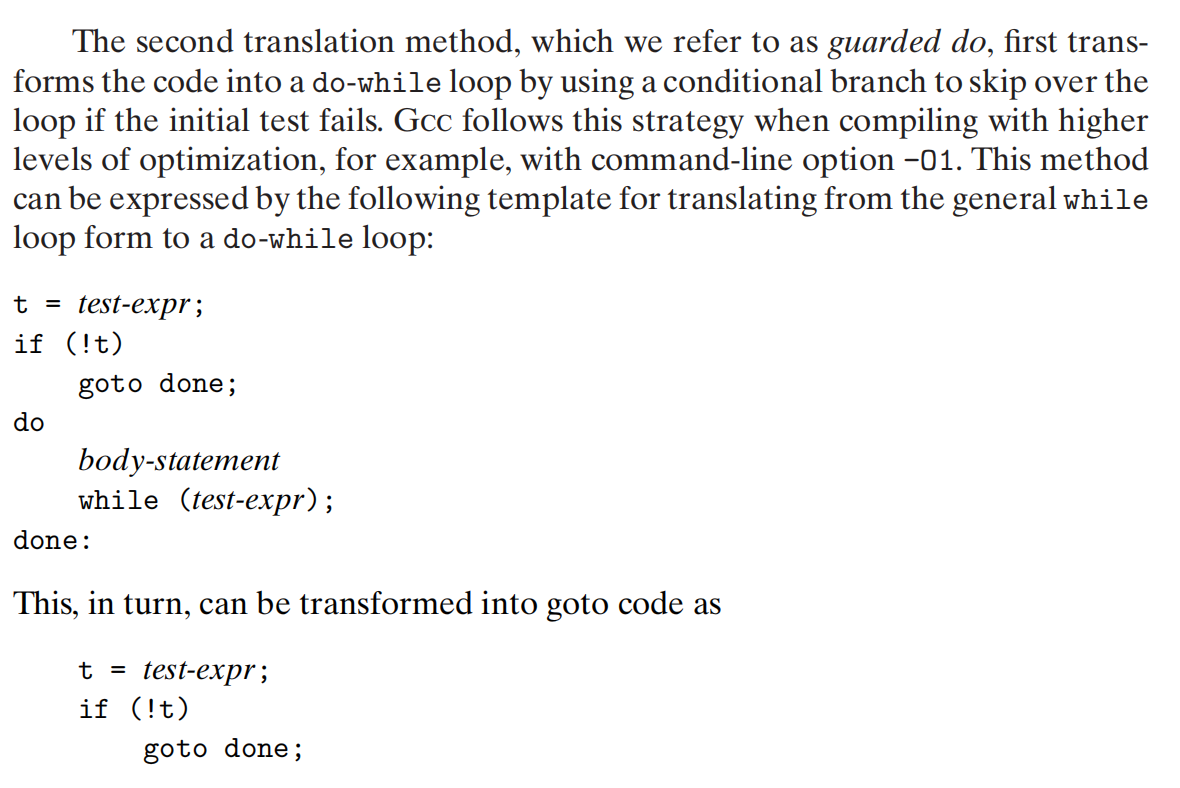 The second translation method, which we refer to as guarded do, first trans-
forms the code into a do-while loop by using a conditional branch to skip over the
loop if the initial test fails. Gcc follows this strategy when compiling with higher
levels of optimization, for example, with command-line option -O1. This method
can be expressed by the following template for translating from the general while
loop form to a do-while loop:
t = test-expr;
if (!t)
goto done;
do
body-statement
while (test-expr);
done:
This, in turn, can be transformed into goto code as
t = test-expr;
if (!t)
goto done;